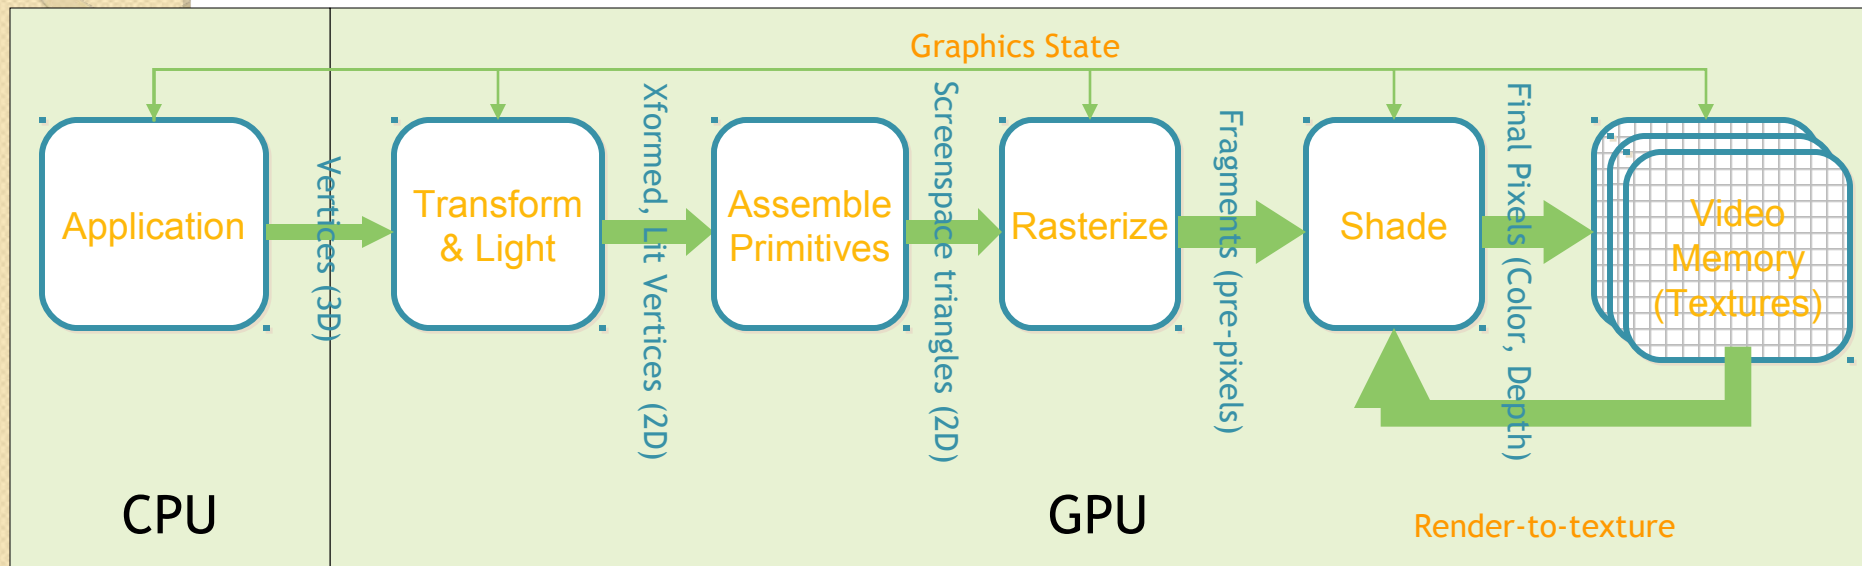 Graphics State
Application
Vertices (3D)
Transform
& Light
Xformed, Lit Vertices (2D)
Assemble
Primitives
Screenspace triangles (2D)
Rasterize
Fragments (pre-pixels)
Shade
Final Pixels (Color, Depth)
Video
Memory
(Textures)
CPU
GPU
Render-to-texture